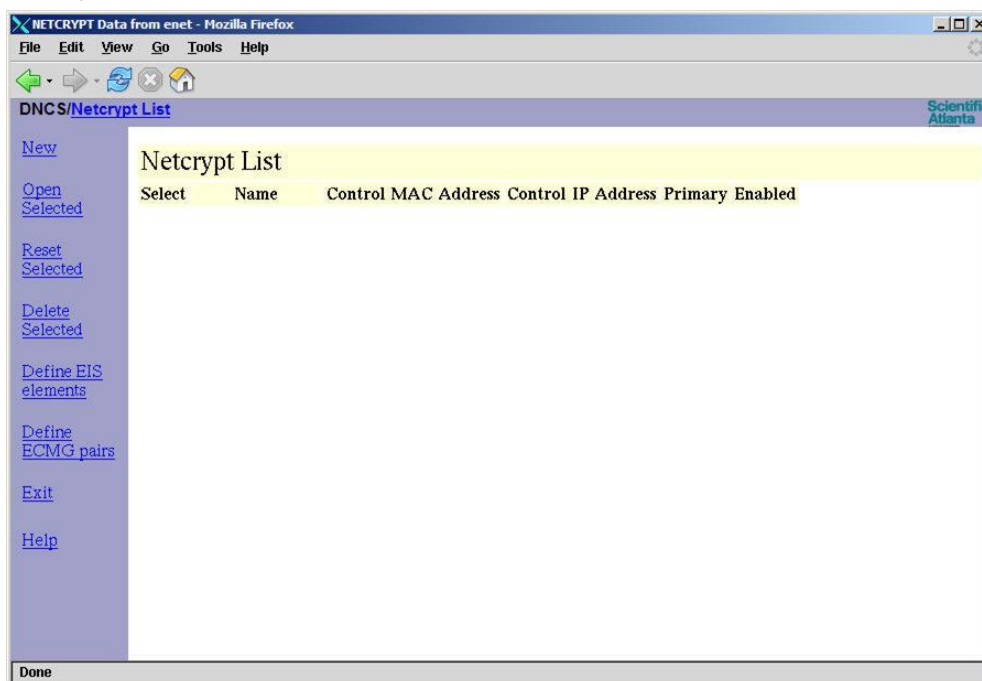 NETCRYPT Data from enet - Mozilla Firefox
File Edit View Go Tools Help
DNCS/Netcrypt List
Scientific
Atlanta
New
Open
Selected
Reset
Selected
Delete
Selected
Define EIS
elements
Define
ECMG pairs
Exit
Help
Netcrypt List
Select Name Control MAC Address Control IP Address Primary Enabled
Done